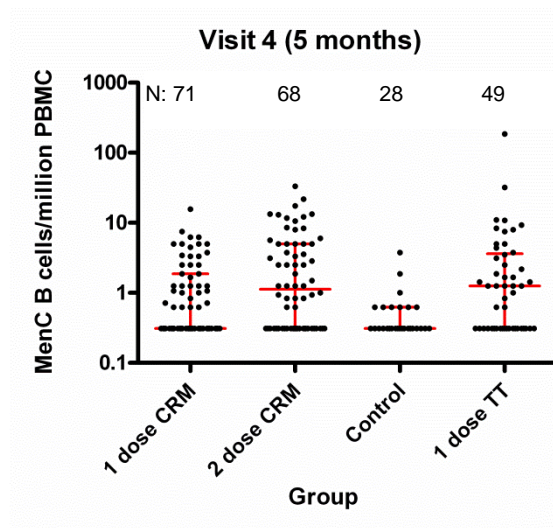 Visit 4 (5 months)
MenC B cells/million PBMC
1000
100
10
1
0.1
N: 71 68 28 49
1 dose CRM
2 dose CRM
Control
1 dose TT
Group